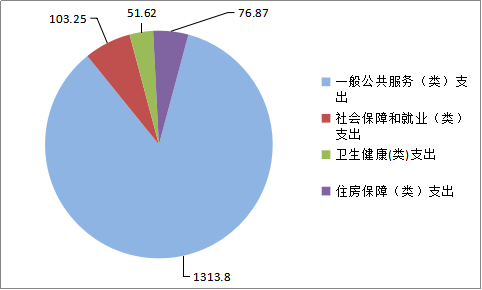 103.25
51.62
76.87
一般公共服务（类）支
出
社会保障和就业（类）
支出
卫生健康(类)支出
住房保障（类）支出
1313.8